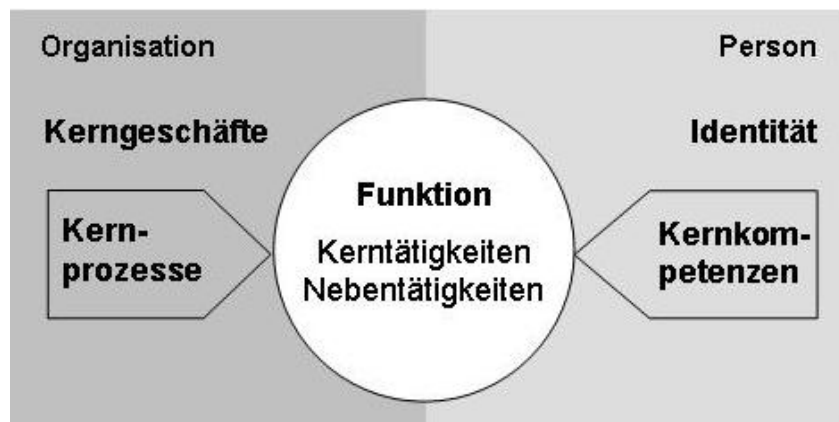 Organisation
Person
Kerngeschäfte
Identität
Funktion
Kern-
prozesse
Kerntätigkeiten
Nebentätigkeiten
Kernkom-
petenzen